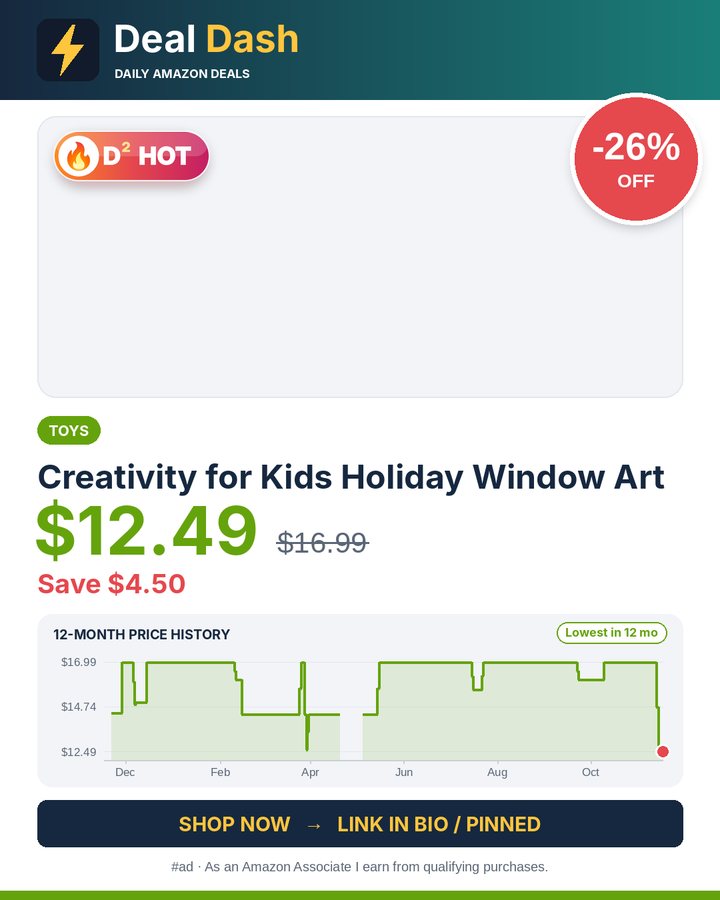 Deal Dash
DAILY AMAZON DEALS
D² HOT
-26%
OFF
TOYS
Creativity for Kids Holiday Window Art
$12.49 $16.99
Save $4.50
12-MONTH PRICE HISTORY
Lowest in 12 mo
$16.99
$14.74
$12.49
Dec Feb Apr Jun Aug Oct
SHOP NOW → LINK IN BIO / PINNED
#ad · As an Amazon Associate I earn from qualifying purchases.